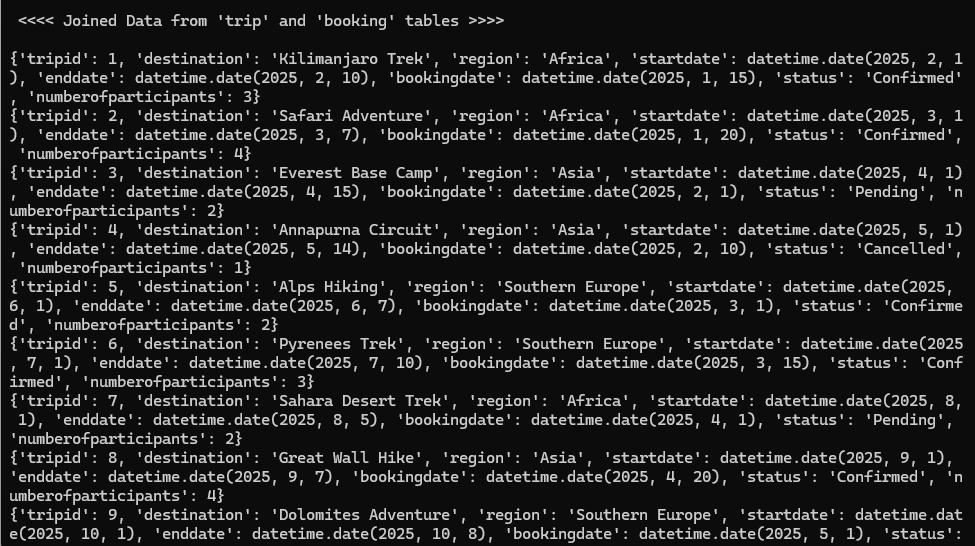 <<<< Joined Data from 'trip' and 'booking' tables >>>>
{'tripid': 1, 'destination': 'Kilimanjaro Trek', 'region': 'Africa', 'startdate': datetime.date(2025, 2, 1
), 'enddate': datetime.date(2025, 2, 10), 'bookingdate': datetime.date(2025, 1, 15), 'status': 'Confirmed'
, 'numberofparticipants': 3}
{'tripid': 2, 'destination': 'Safari Adventure', 'region': 'Africa', 'startdate': datetime.date(2025, 3, 1
), 'enddate': datetime.date(2025, 3, 7), 'bookingdate': datetime.date(2025, 1, 20), 'status': 'Confirmed',
'numberofparticipants': 4}
{'tripid': 3, 'destination': 'Everest Base Camp', 'region': 'Asia', 'startdate': datetime.date(2025, 4, 1)
, 'enddate': datetime.date(2025, 4, 15), 'bookingdate': datetime.date(2025, 2, 1), 'status': 'Pending', 'n
umberofparticipants': 2}
{'tripid': 4, 'destination': 'Annapurna Circuit', 'region': 'Asia', 'startdate': datetime.date(2025, 5, 1)
, 'enddate': datetime.date(2025, 5, 14), 'bookingdate': datetime.date(2025, 2, 10), 'status': 'Cancelled',
'numberofparticipants': 1}
{'tripid': 5, 'destination': 'Alps Hiking', 'region': 'Southern Europe', 'startdate': datetime.date(2025,
6, 1), 'enddate': datetime.date(2025, 6, 7), 'bookingdate': datetime.date(2025, 3, 1), 'status': 'Confirme
d', 'numberofparticipants': 2}
{'tripid': 6, 'destination': 'Pyrenees Trek', 'region': 'Southern Europe', 'startdate': datetime.date(2025
, 7, 1), 'enddate': datetime.date(2025, 7, 10), 'bookingdate': datetime.date(2025, 3, 15), 'status': 'Conf
irmed', 'numberofparticipants': 3}
{'tripid': 7, 'destination': 'Sahara Desert Trek', 'region': 'Africa', 'startdate': datetime.date(2025, 8,
1), 'enddate': datetime.date(2025, 8, 5), 'bookingdate': datetime.date(2025, 4, 1), 'status': 'Pending',
'numberofparticipants': 2}
{'tripid': 8, 'destination': 'Great Wall Hike', 'region': 'Asia', 'startdate': datetime.date(2025, 9, 1),
'enddate': datetime.date(2025, 9, 7), 'bookingdate': datetime.date(2025, 4, 20), 'status': 'Confirmed', 'n
umberofparticipants': 4}
{'tripid': 9, 'destination': 'Dolomites Adventure', 'region': 'Southern Europe', 'startdate': datetime.dat
e(2025, 10, 1), 'enddate': datetime.date(2025, 10, 8), 'bookingdate': datetime.date(2025, 5, 1), 'status':